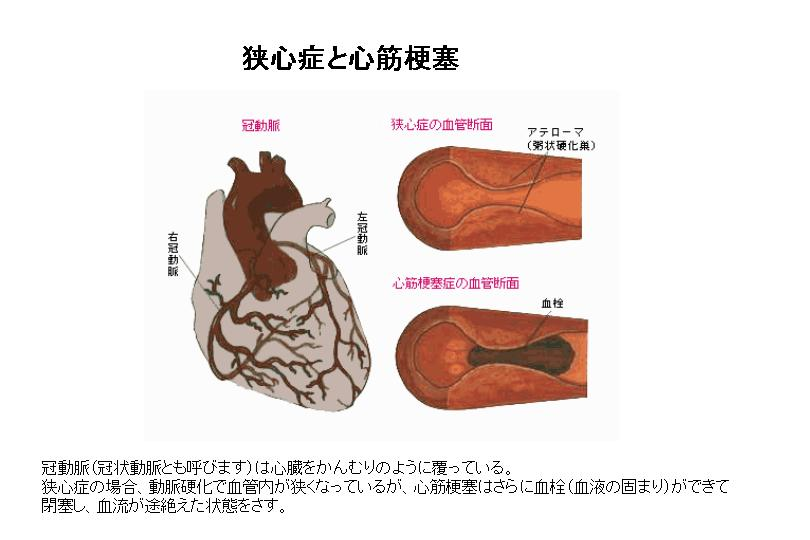 狭心症と心筋梗塞
冠動脈
狭心症の血管断面
アテローマ
（粥状硬化巣）
左冠動脈
右冠動脈
心筋梗塞症の血管断面
血栓
冠動脈（冠状動脈とも呼びます）は心臓をかんむりのように覆っている。
狭心症の場合、動脈硬化で血管内が狭くなっているが、心筋梗塞はさらに血栓（血液の固まり）ができて
閉塞し、血流が途絶えた状態をさす。